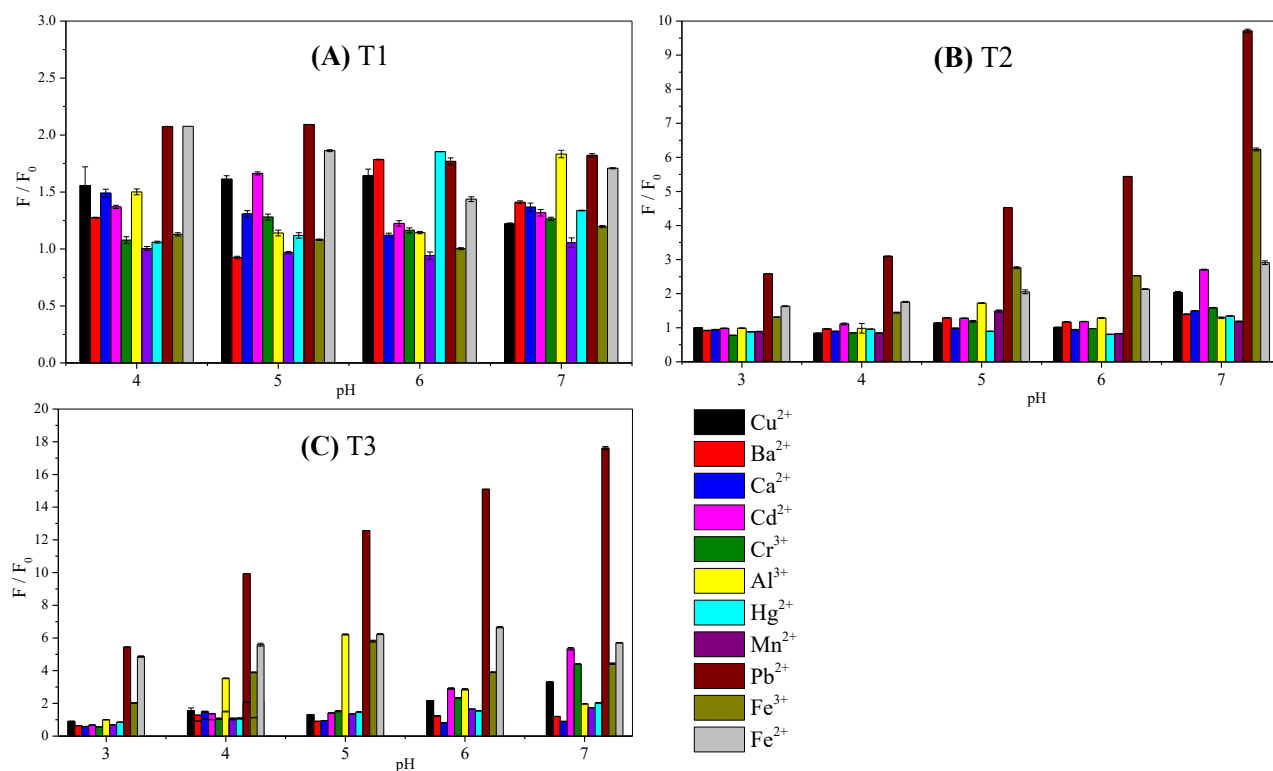 (A) T1
F / F0
3.0
2.5
2.0
1.5
1.0
0.5
0.0
4 5 6 7
pH
(B) T2
F / F0
10
9
8
7
6
5
4
3
2
1
0
3 4 5 6 7
pH
(C) T3
F / F0
20
18
16
14
12
10
8
6
4
2
0
3 4 5 6 7
pH
Cu2+
Ba2+
Ca2+
Cd2+
Cr3+
Al3+
Hg2+
Mn2+
Pb2+
Fe3+
Fe2+